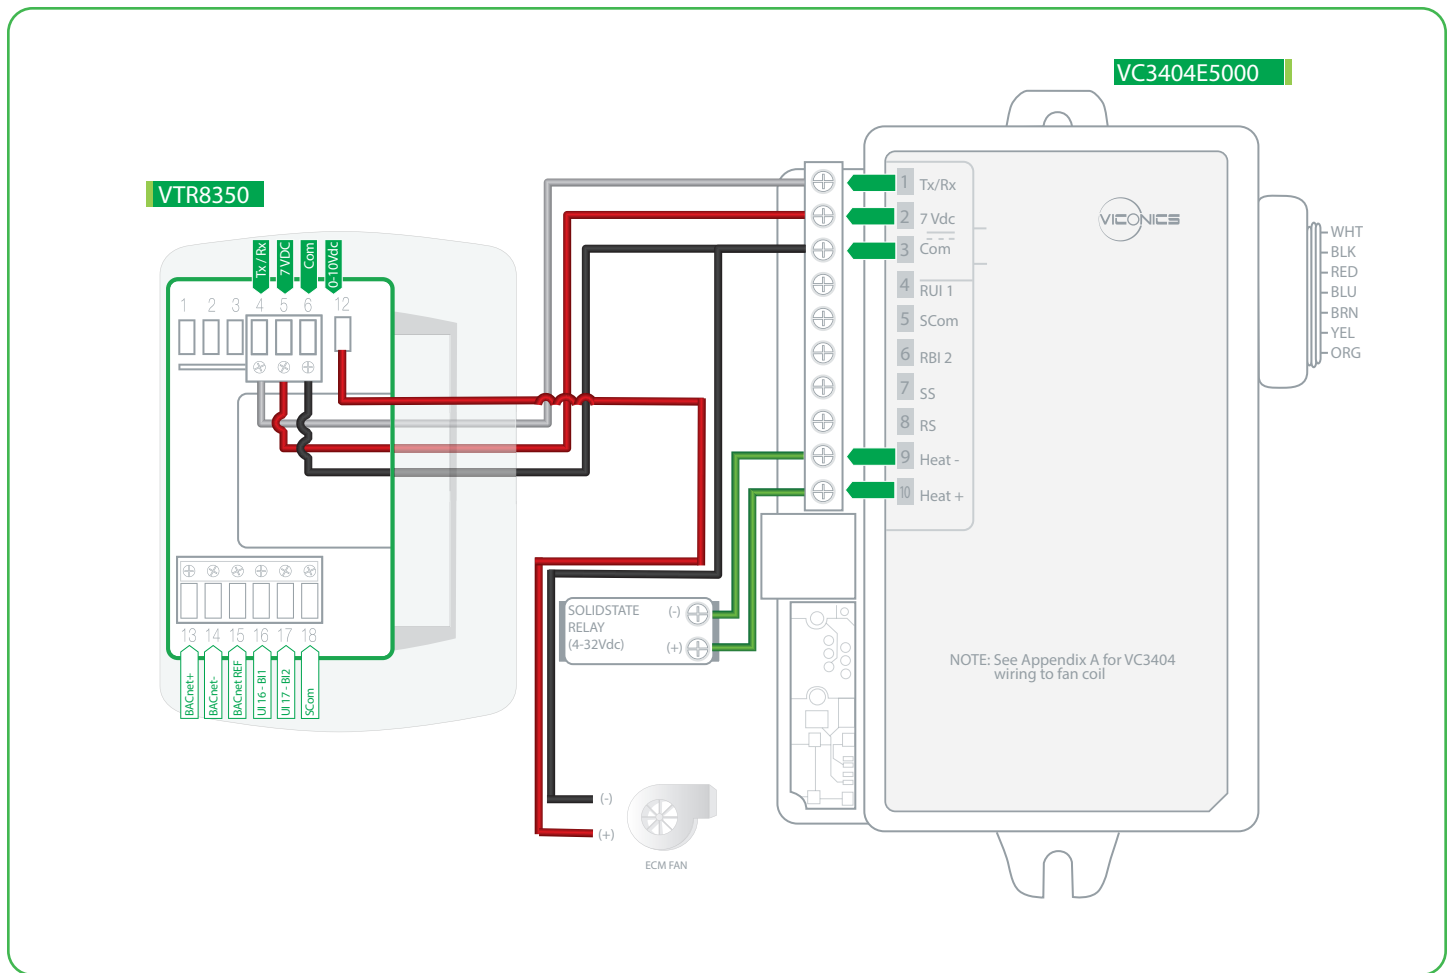 VC3404E5000
VTR8350
Tx / Rx
7 VDC
Com
0-10Vdc
1
2
3
4
5
6
12
13
14
15
16
17
18
BACnet+
BACnet-
BACnet REF
UI 16 - BI1
UI 17 - BI2
SCom
1 Tx/Rx
2 7 Vdc
3 Com
4 RUI 1
5 SCom
6 RBI 2
7 SS
8 RS
9 Heat -
10 Heat +
VICONICS
WHT
BLK
RED
BLU
BRN
YEL
ORG
SOLIDSTATE
RELAY
(4-32Vdc)
(-)
(+)
NOTE: See Appendix A for VC3404
wiring to fan coil
(-)
(+)
ECM FAN